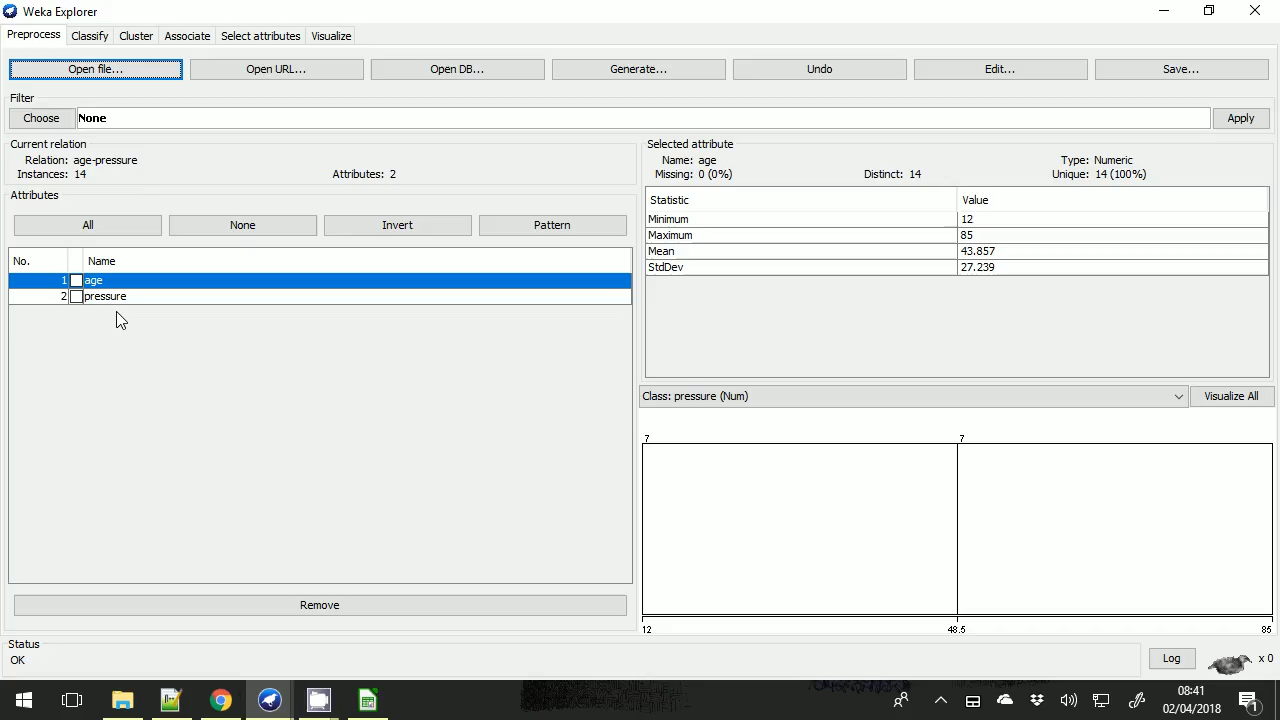 Weka Explorer
Preprocess Classify Cluster Associate Select attributes Visualize
Open file... Open URL... Open DB... Generate... Undo Edit... Save...
Filter
Choose None Apply
Current relation
Relation: age-pressure
Instances: 14 Attributes: 2
Attributes
All None Invert Pattern
No. Name
1 age
2 pressure
Remove
Selected attribute
Name: age Type: Numeric
Missing: 0 (0%) Distinct: 14 Unique: 14 (100%)
Statistic Value
Minimum 12
Maximum 85
Mean 43.857
StdDev 27.239
Class: pressure (Num) Visualize All
7 7
12 48.5 85
Status
OK
Log x 0
08:41
02/04/2018
1